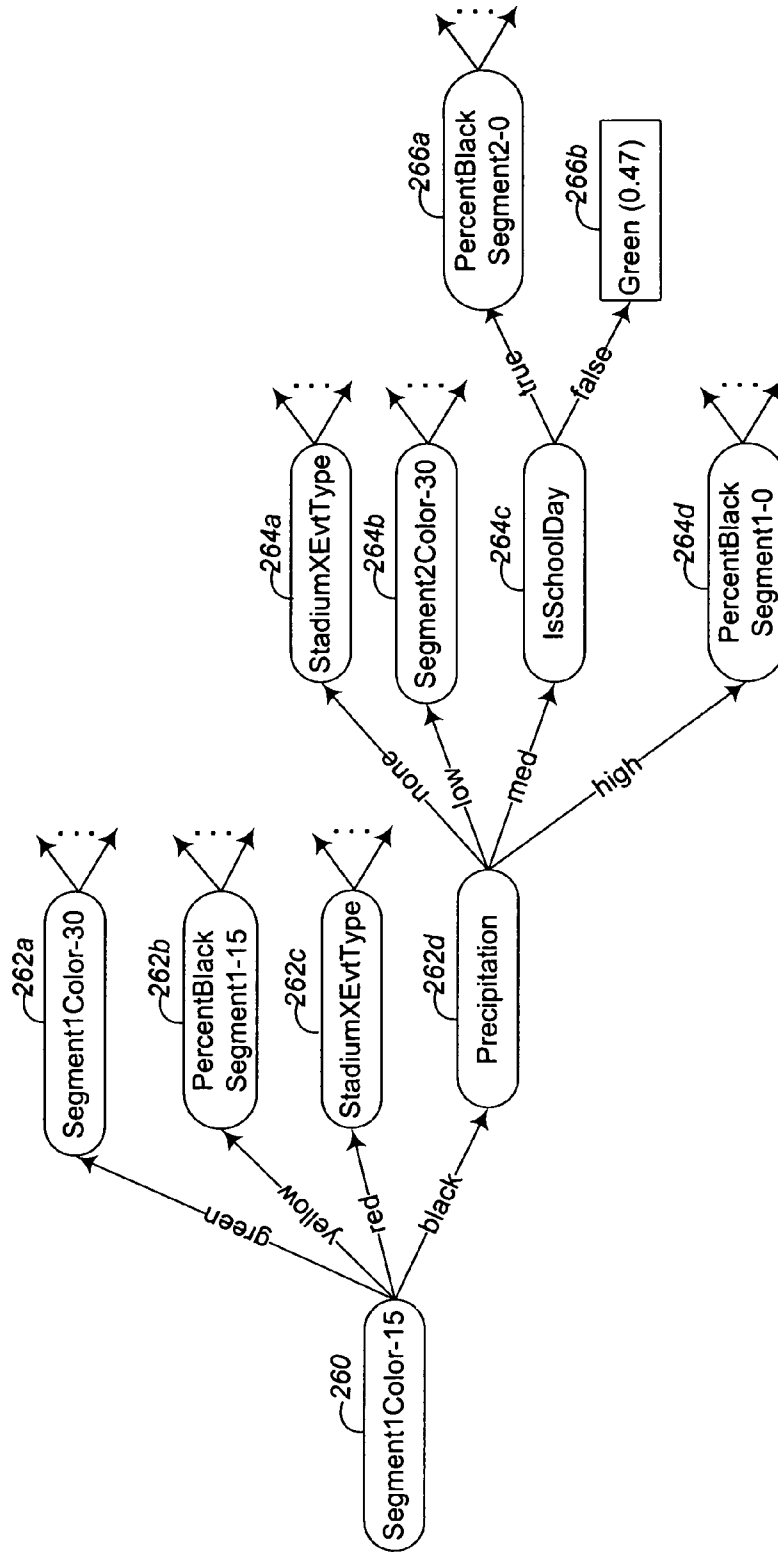 260
Segment1Color-15
green
yellow
red
black
262a
Segment1Color-30
262b
PercentBlack
Segment1-15
262c
StadiumXEvtType
262d
Precipitation
none
low
med
high
264a
StadiumXEvtType
264b
Segment2Color-30
264c
IsSchoolDay
264d
PercentBlack
Segment1-0
true
false
266a
PercentBlack
Segment2-0
266b
Green (0.47)